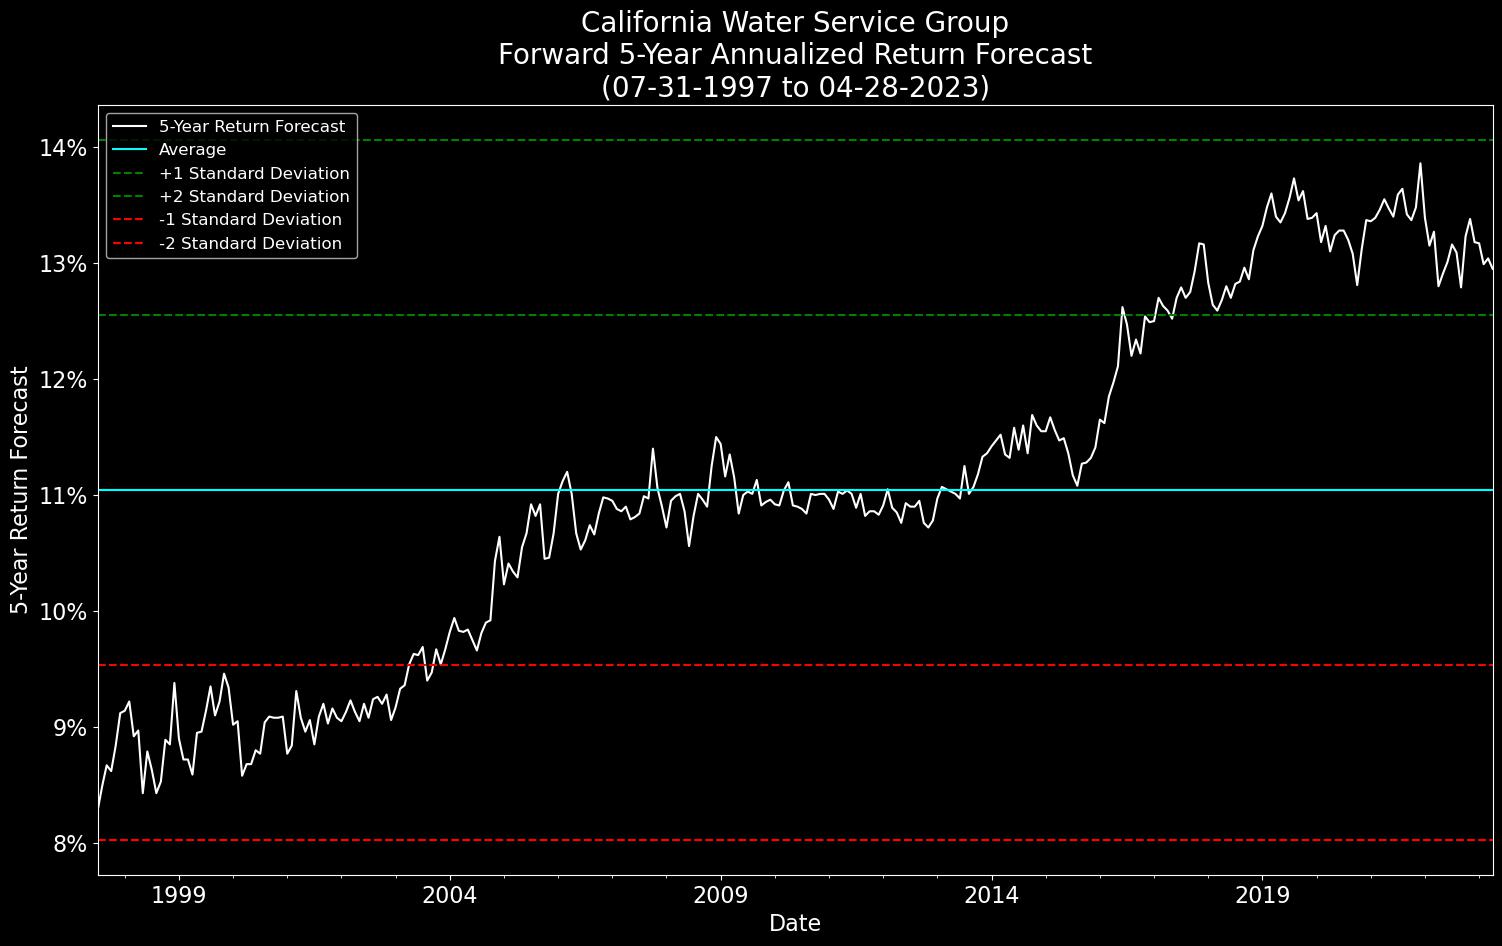 California Water Service Group
Forward 5-Year Annualized Return Forecast
(07-31-1997 to 04-28-2023)
5-Year Return Forecast
Average
+1 Standard Deviation
+2 Standard Deviation
-1 Standard Deviation
-2 Standard Deviation
14%
13%
12%
11%
10%
9%
8%
5-Year Return Forecast
1999
2004
2009
2014
2019
Date